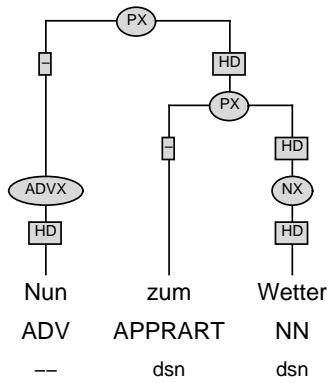 PX
– HD
PX
– HD
ADVX NX
HD HD
Nun zum Wetter
ADV APPRART NN
–– dsn dsn